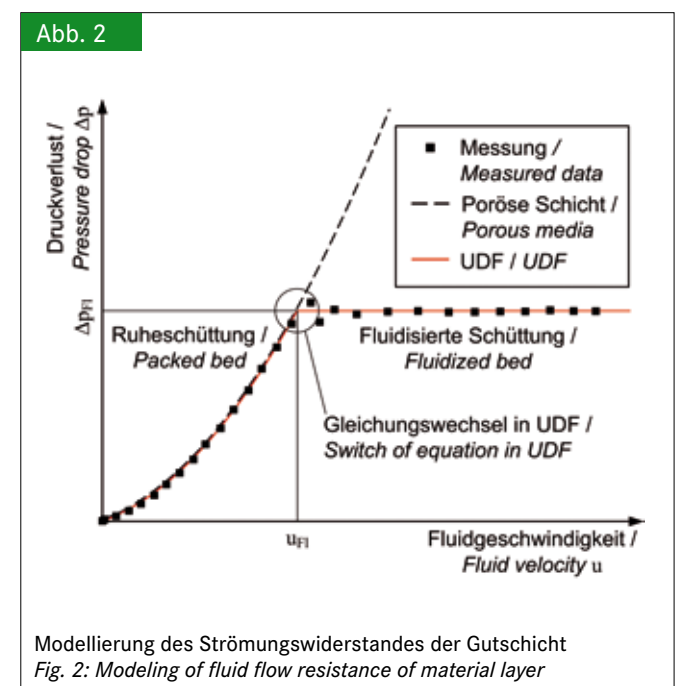 Abb. 2
Druckverlust /
Pressure drop Δp
Messung /
Measured data
Poröse Schicht /
Porous media
UDF / UDF
ΔpFl
Ruheschüttung /
Packed bed
Fluidisierte Schüttung /
Fluidized bed
Gleichungswechsel in UDF /
Switch of equation in UDF
uFl
Fluidgeschwindigkeit /
Fluid velocity u
Modellierung des Strömungswiderstandes der Gutschicht
Fig. 2: Modeling of fluid flow resistance of material layer